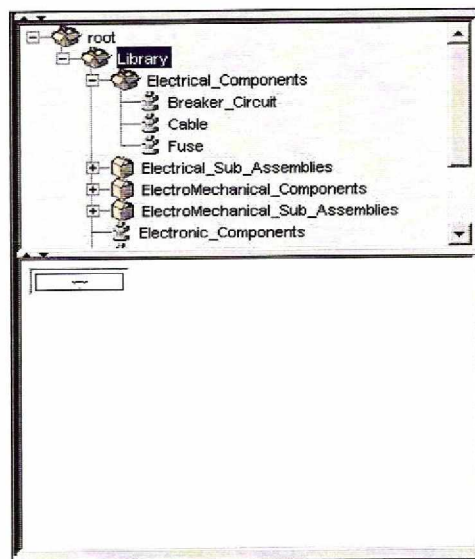 root
Library
Electrical_Components
Breaker_Circuit
Cable
Fuse
Electrical_Sub_Assemblies
ElectroMechanical_Components
ElectroMechanical_Sub_Assemblies
Electronic_Components